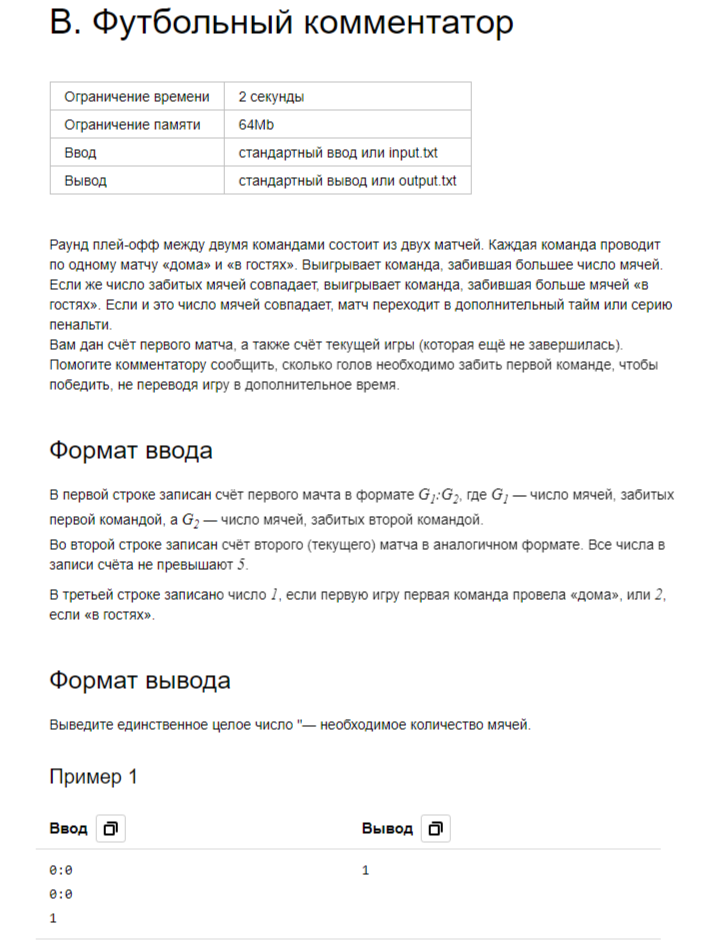 В. Футбольный комментатор
Ограничение времени 2 секунды
Ограничение памяти 64Mb
Ввод стандартный ввод или input.txt
Вывод стандартный вывод или output.txt
Раунд плей-офф между двумя командами состоит из двух матчей. Каждая команда проводит
по одному матчу «дома» и «в гостях». Выигрывает команда, забившая большее число мячей.
Если же число забитых мячей совпадает, выигрывает команда, забившая больше мячей «в
гостях». Если и это число мячей совпадает, матч переходит в дополнительный тайм или серию
пенальти.
Вам дан счёт первого матча, а также счёт текущей игры (которая ещё не завершилась).
Помогите комментатору сообщить, сколько голов необходимо забить первой команде, чтобы
победить, не переводя игру в дополнительное время.
Формат ввода
В первой строке записан счёт первого мачта в формате G₁:G₂, где G₁ — число мячей, забитых
первой командой, а G₂ — число мячей, забитых второй командой.
Во второй строке записан счёт второго (текущего) матча в аналогичном формате. Все числа в
записи счёта не превышают 5.
В третьей строке записано число 1, если первую игру первая команда провела «дома», или 2,
если «в гостях».
Формат вывода
Выведите единственное целое число "— необходимое количество мячей.
Пример 1
Ввод Вывод
0:0 1
0:0
1